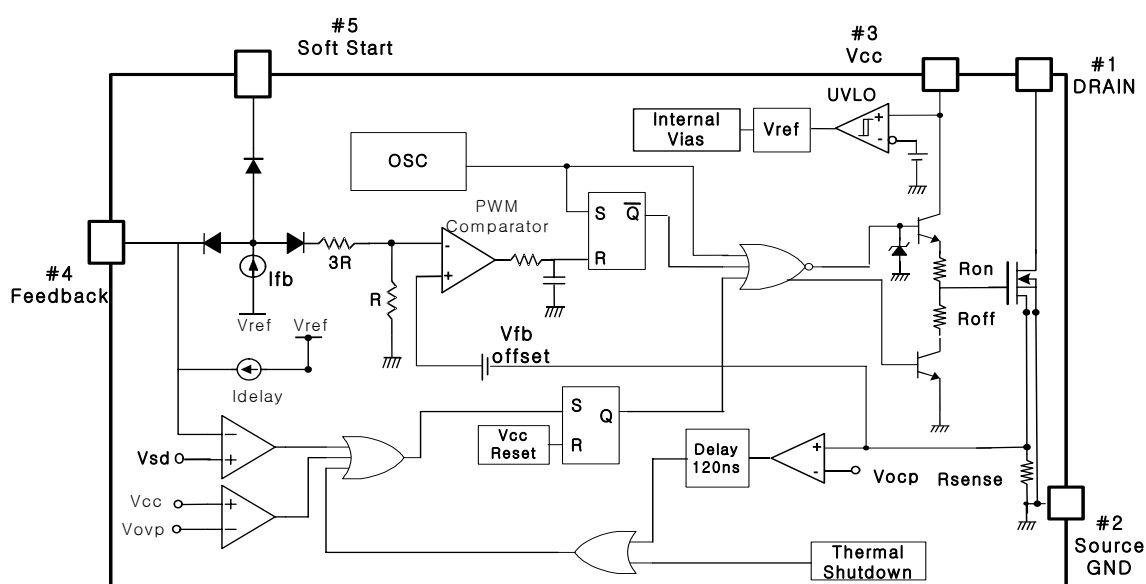 #5
Soft Start
#3
Vcc
#1
DRAIN
UVLO
Internal
Vias
Vref
OSC
PWM
Comparator
S
Q
R
-
+
+
-
#4
Feedback
Ifb
3R
R
Vref
Vref
Idelay
Vfb
offset
Ron
Roff
S
Q
R
Vcc
Reset
Delay
120ns
+
-
Vocp
Rsense
Vsd
−
+
Vcc
Vovp
+
−
Thermal
Shutdown
#2
Source
GND